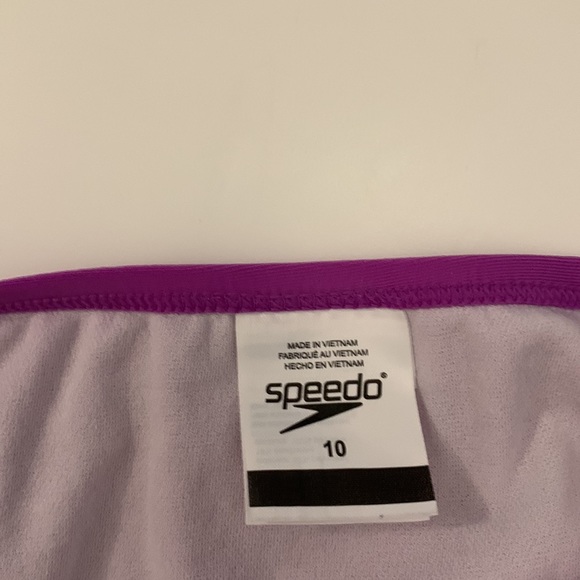 MADE IN VIETNAM
FABRIQUÉ AU VIETNAM
HECHO EN VIETNAM
speedo®
10